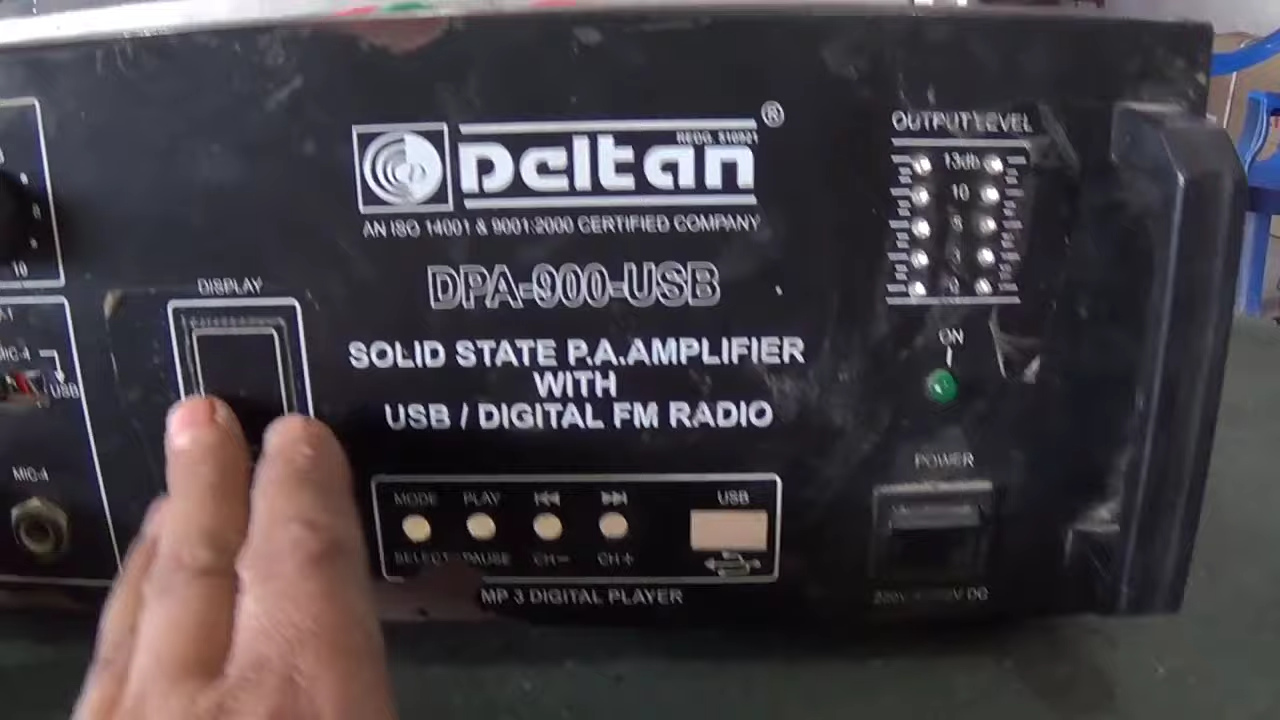 ®
REDG. 510921
Deltan
AN ISO 14001 & 9001:2000 CERTIFIED COMPANY
DPA-900-USB
SOLID STATE P.A.AMPLIFIER
WITH
USB / DIGITAL FM RADIO
OUTPUT LEVEL
13db
10
ON
POWER
DISPLAY
10
MIC-4
USB
MIC-4
MODE PLAY USB
SELECT PAUSE CH- CH+
MP 3 DIGITAL PLAYER